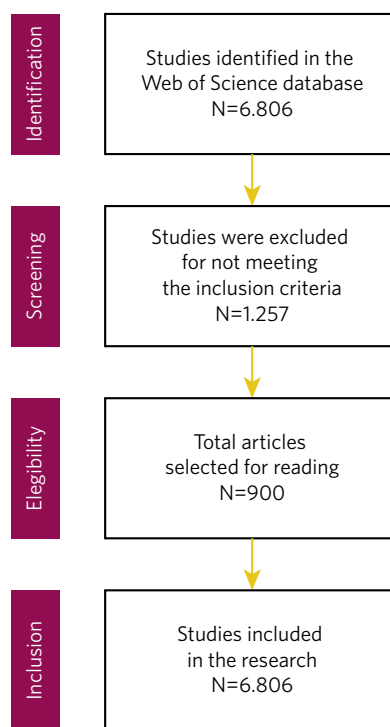 Identification
Studies identified in the
Web of Science database
N=6.806
Screening
Studies were excluded
for not meeting
the inclusion criteria
N=1.257
Elegibility
Total articles
selected for reading
N=900
Inclusion
Studies included
in the research
N=6.806